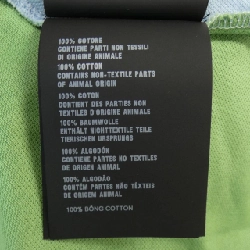 100% COTONE
CONTIENE PARTI NON TESSILI
DI ORIGINE ANIMALE
100% COTTON
CONTAINS NON-TEXTILE PARTS
OF ANIMAL ORIGIN
100% COTON
CONTIENT DES PARTIES NON
TEXTILES D'ORIGINE ANIMALE
100% BAUMWOLLE
ENTHÄLT NICHTTEXTILE TEILE
TIERISCHEN URSPRUNGS
100% ALGODÓN
CONTIENE PARTES NO TEXTILES
DE ORIGEN ANIMAL
100% ALGODÃO
CONTÉM PARTES NÃO TÊXTEIS
DE ORIGEM ANIMAL
100% BÔNG COTTON